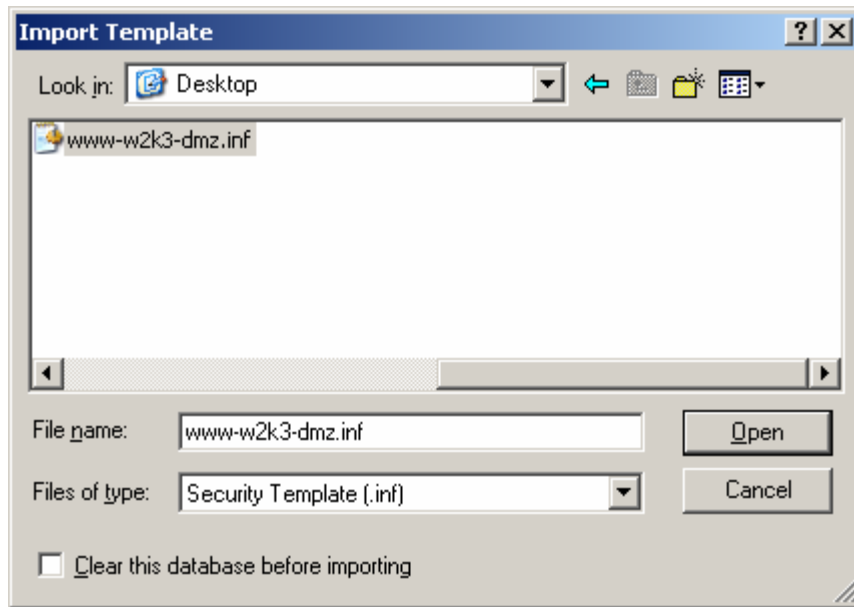 Import Template
Look in: Desktop
www-w2k3-dmz.inf
File name: www-w2k3-dmz.inf Open
Files of type: Security Template (.inf) Cancel
Clear this database before importing